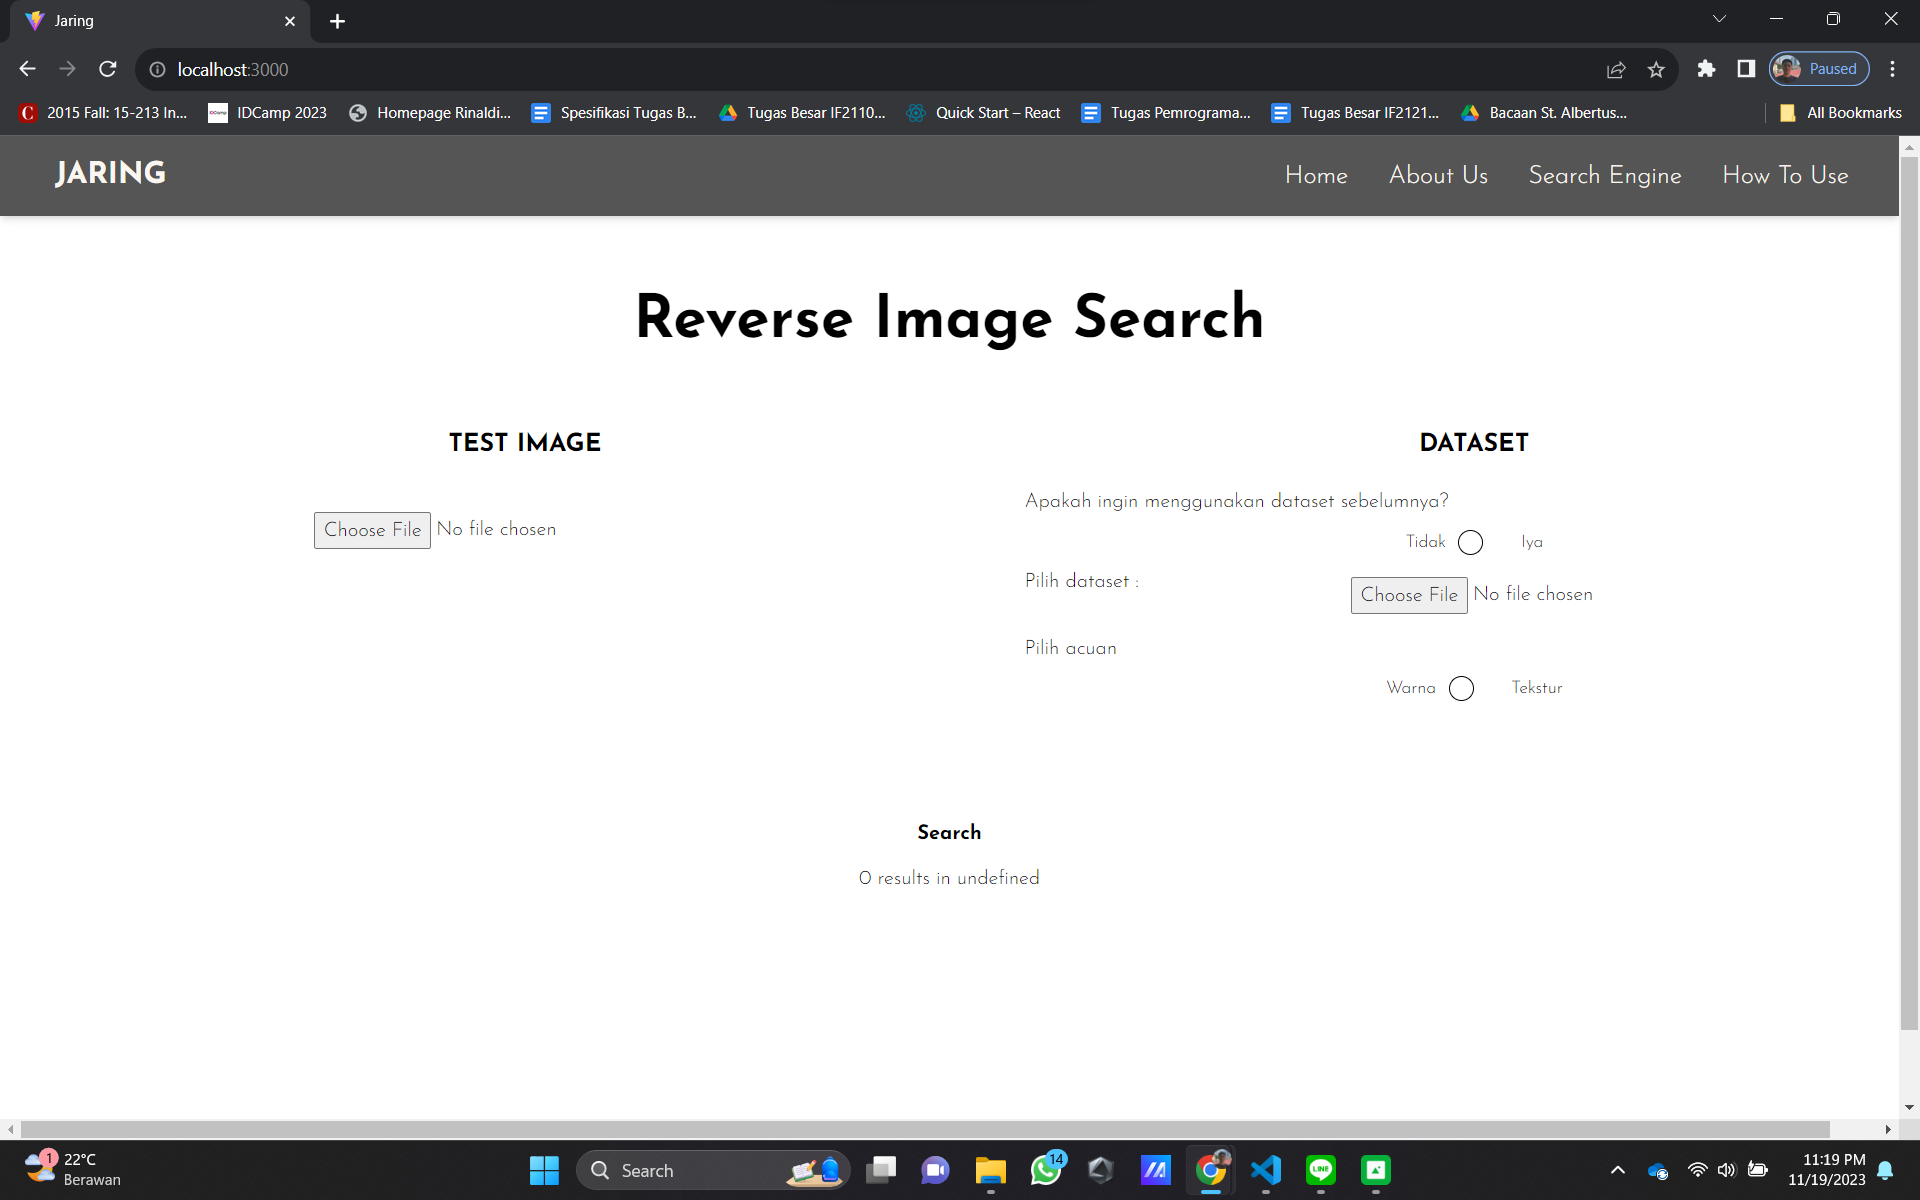 Jaring
localhost:3000
Paused
2015 Fall: 15-213 In...
IDCamp 2023
Homepage Rinaldi...
Spesifikasi Tugas B...
Tugas Besar IF2110...
Quick Start – React
Tugas Pemrograma...
Tugas Besar IF2121...
Bacaan St. Albertus...
All Bookmarks
JARING
Home
About Us
Search Engine
How To Use
Reverse Image Search
TEST IMAGE
Choose File No file chosen
DATASET
Apakah ingin menggunakan dataset sebelumnya?
Tidak Iya
Pilih dataset :
Choose File No file chosen
Pilih acuan
Warna Tekstur
Search
0 results in undefined
1
22°C
Berawan
Search
14
LINE
11:19 PM
11/19/2023